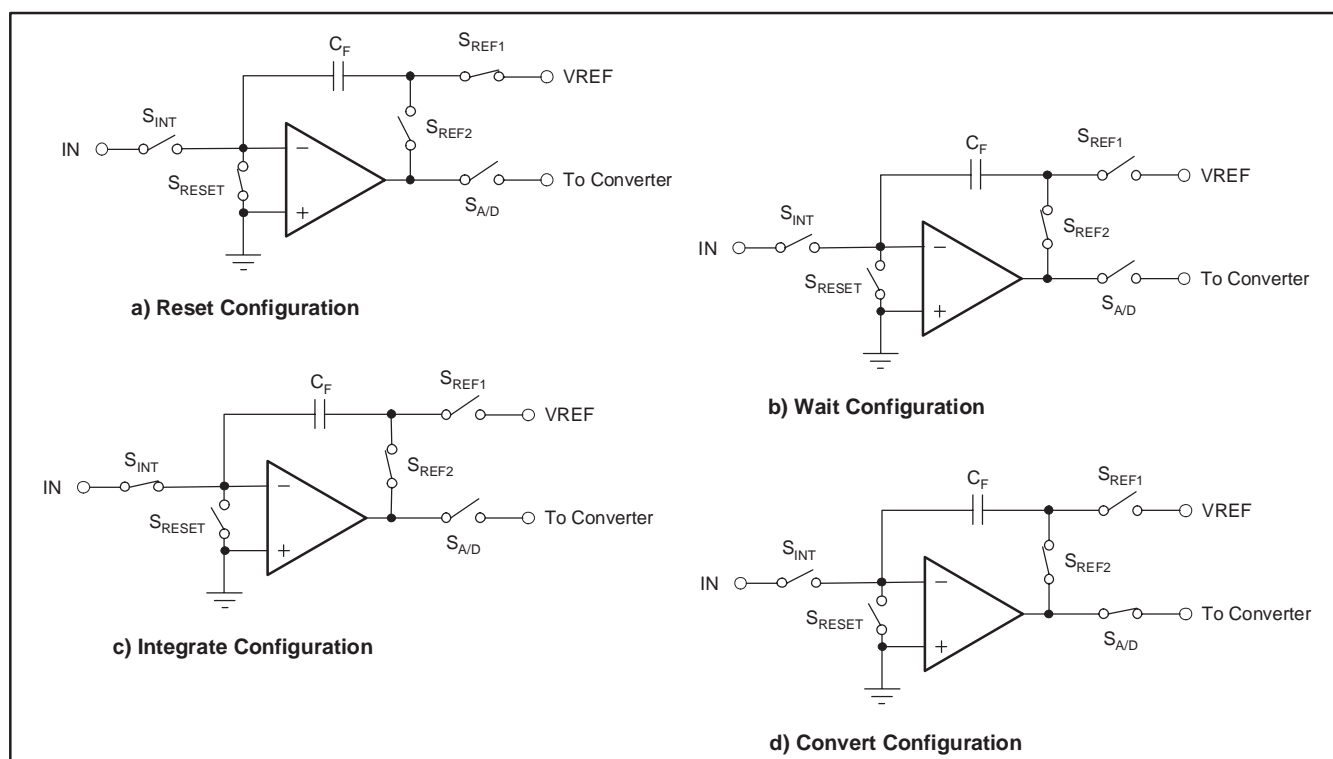 C_F
S_REF1
VREF
S_INT
S_REF2
IN
−
S_RESET
+
To Converter
S_A/D
a) Reset Configuration
C_F
S_REF1
VREF
S_INT
S_REF2
IN
−
S_RESET
+
To Converter
S_A/D
b) Wait Configuration
C_F
S_REF1
VREF
S_INT
S_REF2
IN
−
S_RESET
+
To Converter
S_A/D
c) Integrate Configuration
C_F
S_REF1
VREF
S_INT
S_REF2
IN
−
S_RESET
+
To Converter
S_A/D
d) Convert Configuration